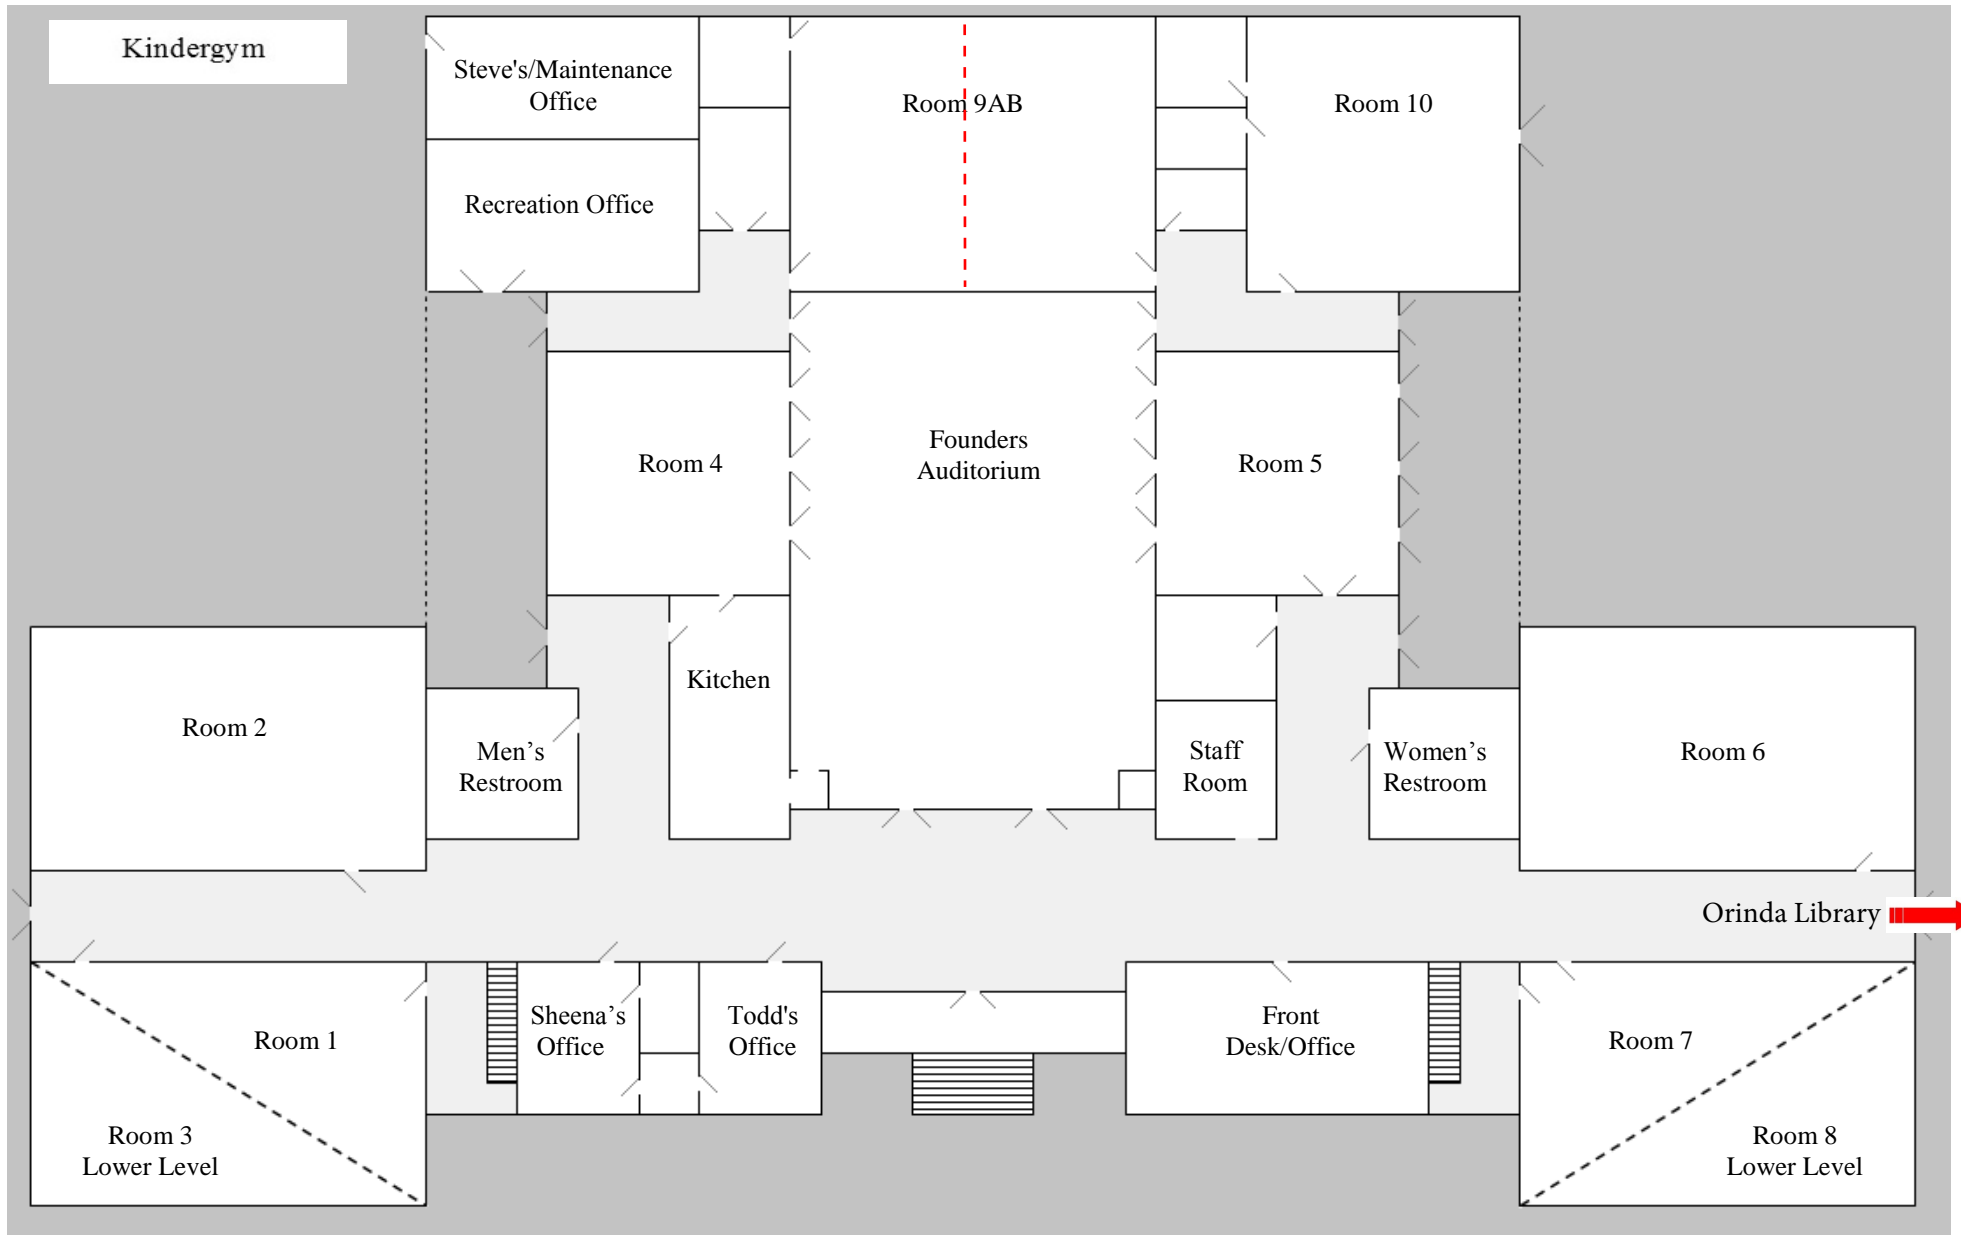 Kindergym
Steve's/Maintenance
Office
Room 9AB
Room 10
Recreation Office
Room 4
Founders
Auditorium
Room 5
Kitchen
Room 2
Men’s
Restroom
Staff
Room
Women’s
Restroom
Room 6
Orinda Library
Sheena’s
Office
Todd's
Office
Front
Desk/Office
Room 1
Room 7
Room 3
Lower Level
Room 8
Lower Level